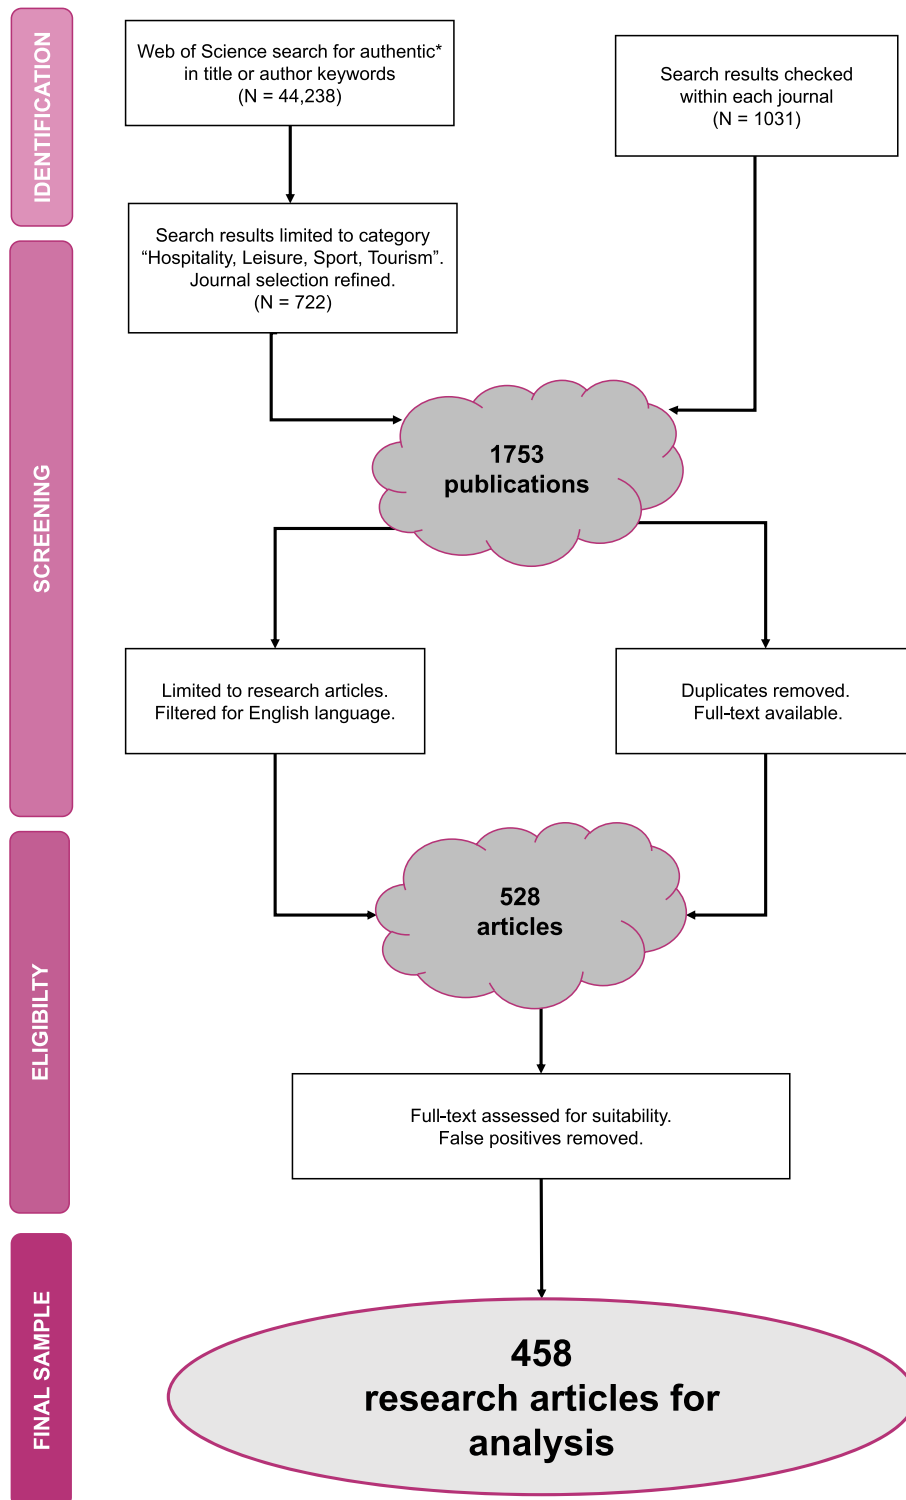 IDENTIFICATION
Web of Science search for authentic*
in title or author keywords
(N = 44,238)
Search results checked
within each journal
(N = 1031)
SCREENING
Search results limited to category
“Hospitality, Leisure, Sport, Tourism”.
Journal selection refined.
(N = 722)
1753
publications
Limited to research articles.
Filtered for English language.
Duplicates removed.
Full-text available.
ELIGIBILTY
528
articles
Full-text assessed for suitability.
False positives removed.
FINAL SAMPLE
458
research articles for
analysis